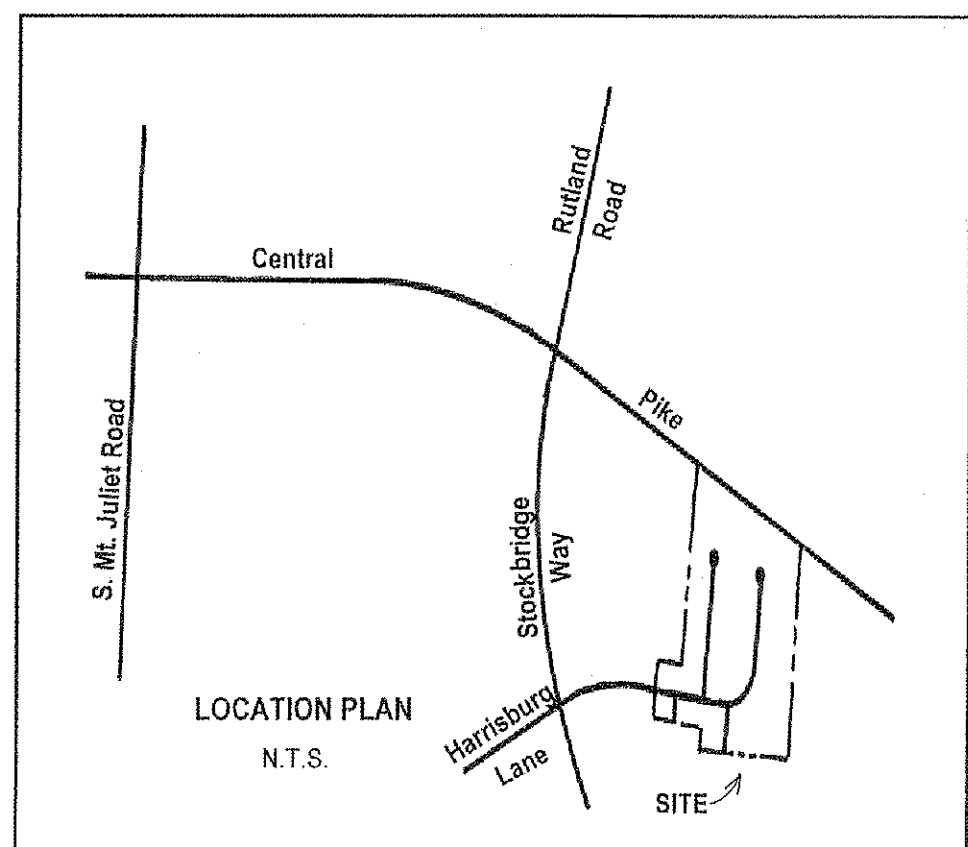 Rutland
Road
Central
Pike
S. Mt. Juliet Road
Stockbridge
Way
LOCATION PLAN
N.T.S.
Harrisburg
Lane
SITE